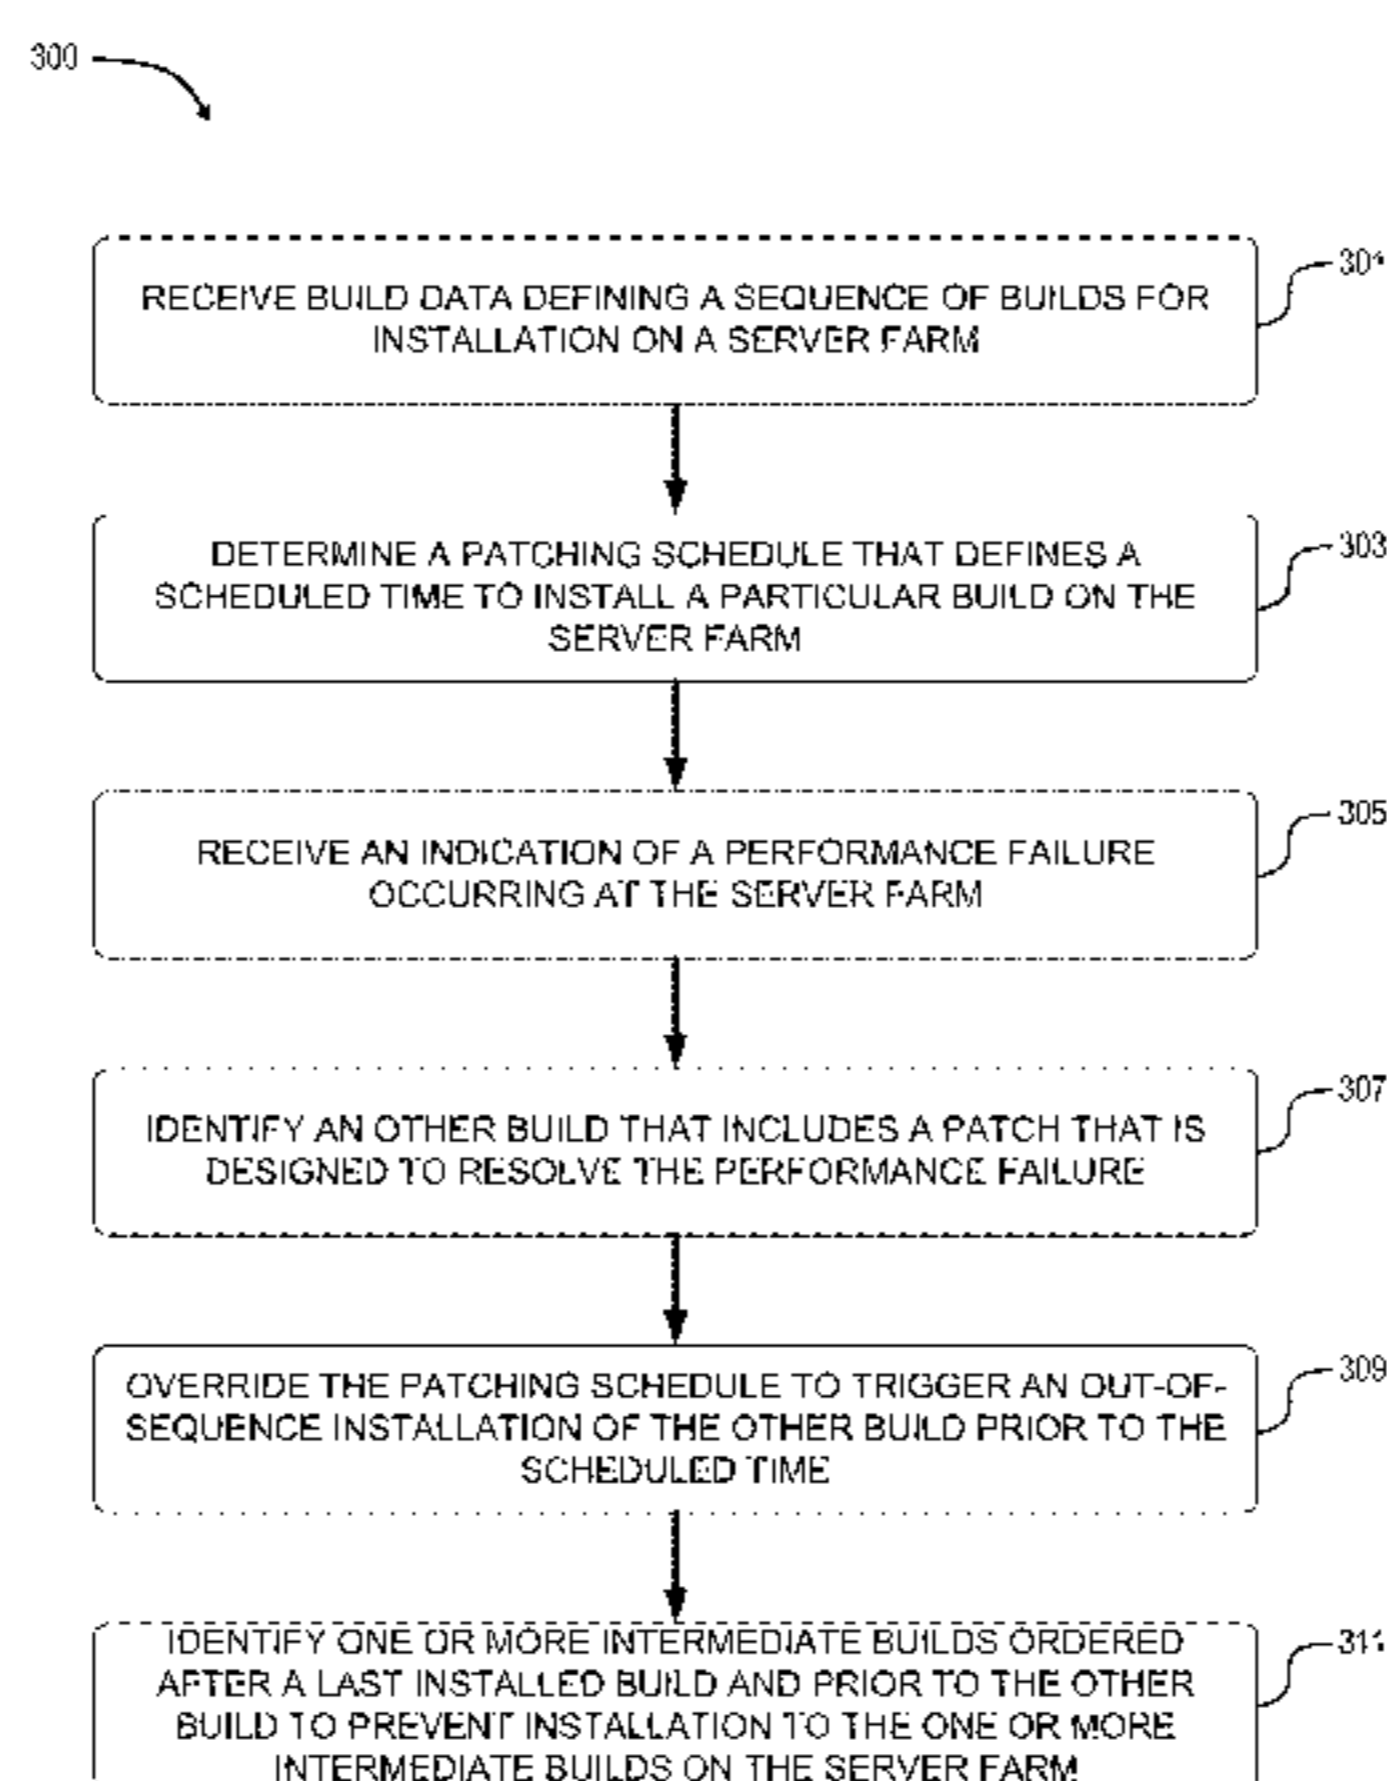 300
RECEIVE BUILD DATA DEFINING A SEQUENCE OF BUILDS FOR
INSTALLATION ON A SERVER FARM
301
DETERMINE A PATCHING SCHEDULE THAT DEFINES A
SCHEDULED TIME TO INSTALL A PARTICULAR BUILD ON THE
SERVER FARM
303
RECEIVE AN INDICATION OF A PERFORMANCE FAILURE
OCCURRING AT THE SERVER FARM
305
IDENTIFY AN OTHER BUILD THAT INCLUDES A PATCH THAT IS
DESIGNED TO RESOLVE THE PERFORMANCE FAILURE
307
OVERRIDE THE PATCHING SCHEDULE TO TRIGGER AN OUT-OF-
SEQUENCE INSTALLATION OF THE OTHER BUILD PRIOR TO THE
SCHEDULED TIME
309
IDENTIFY ONE OR MORE INTERMEDIATE BUILDS ORDERED
AFTER A LAST INSTALLED BUILD AND PRIOR TO THE OTHER
BUILD TO PREVENT INSTALLATION TO THE ONE OR MORE
INTERMEDIATE BUILDS ON THE SERVER FARM
311